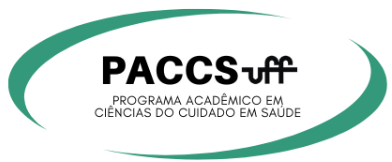 PACCS uff
PROGRAMA ACADÊMICO EM
CIÊNCIAS DO CUIDADO EM SAÚDE